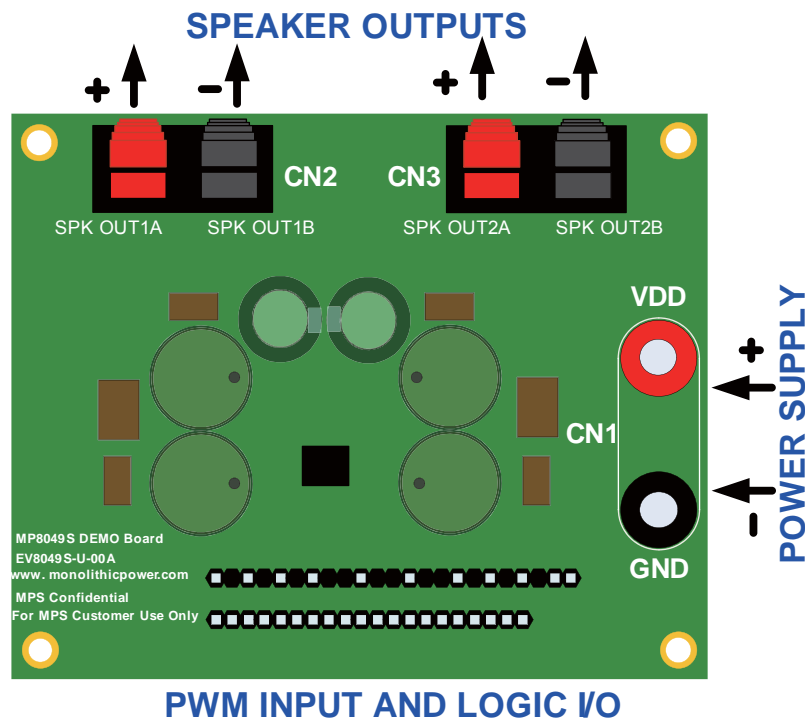 SPEAKER OUTPUTS
+ - + -
CN2 CN3
SPK OUT1A SPK OUT1B SPK OUT2A SPK OUT2B
VDD
+
CN1
POWER SUPPLY
-
GND
MP8049S DEMO Board
EV8049S-U-00A
www. monolithicpower.com
MPS Confidential
For MPS Customer Use Only
PWM INPUT AND LOGIC I/O